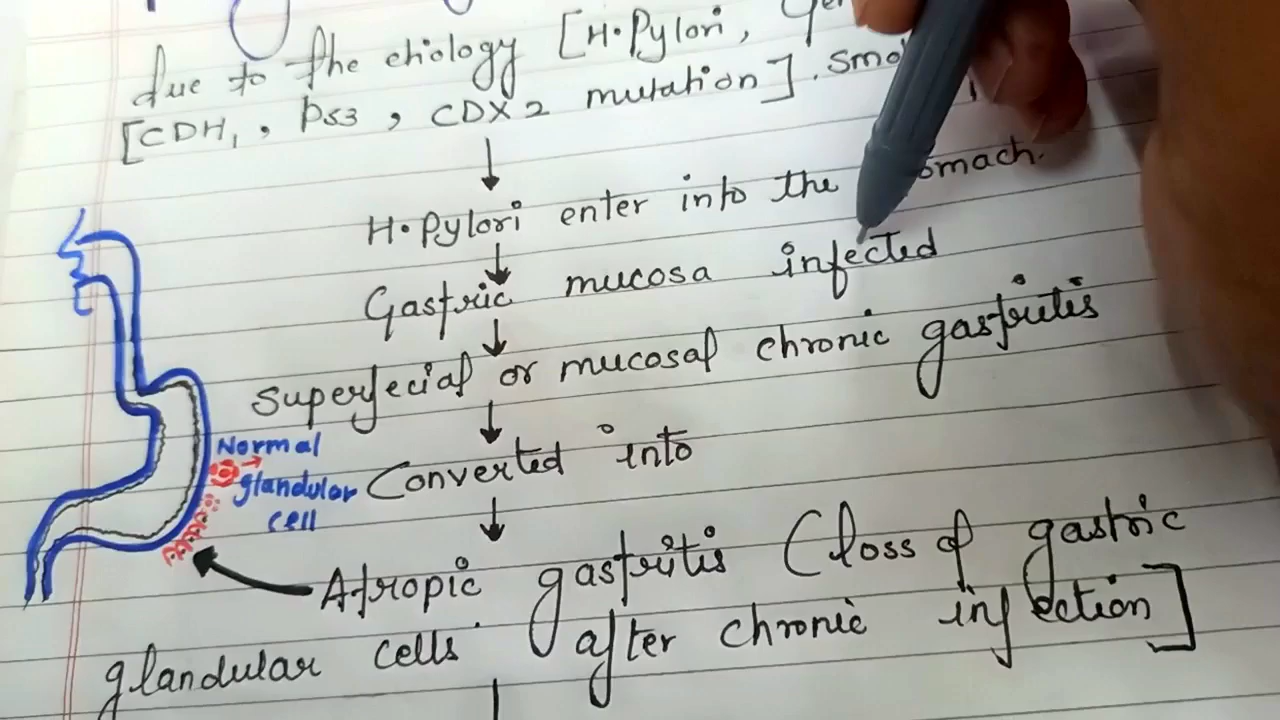 due to the etiology [H.Pylori,
[CDH1, P53, CDX2 mutation]. Smo
H.Pylori enter into the omach.
Gastric mucosa infected
Superfecial or mucosal chronic gastritis
Converted into
Normal
glandular
cell
Atropic gastritis (loss of gastric
glandular cells after chronic infection]